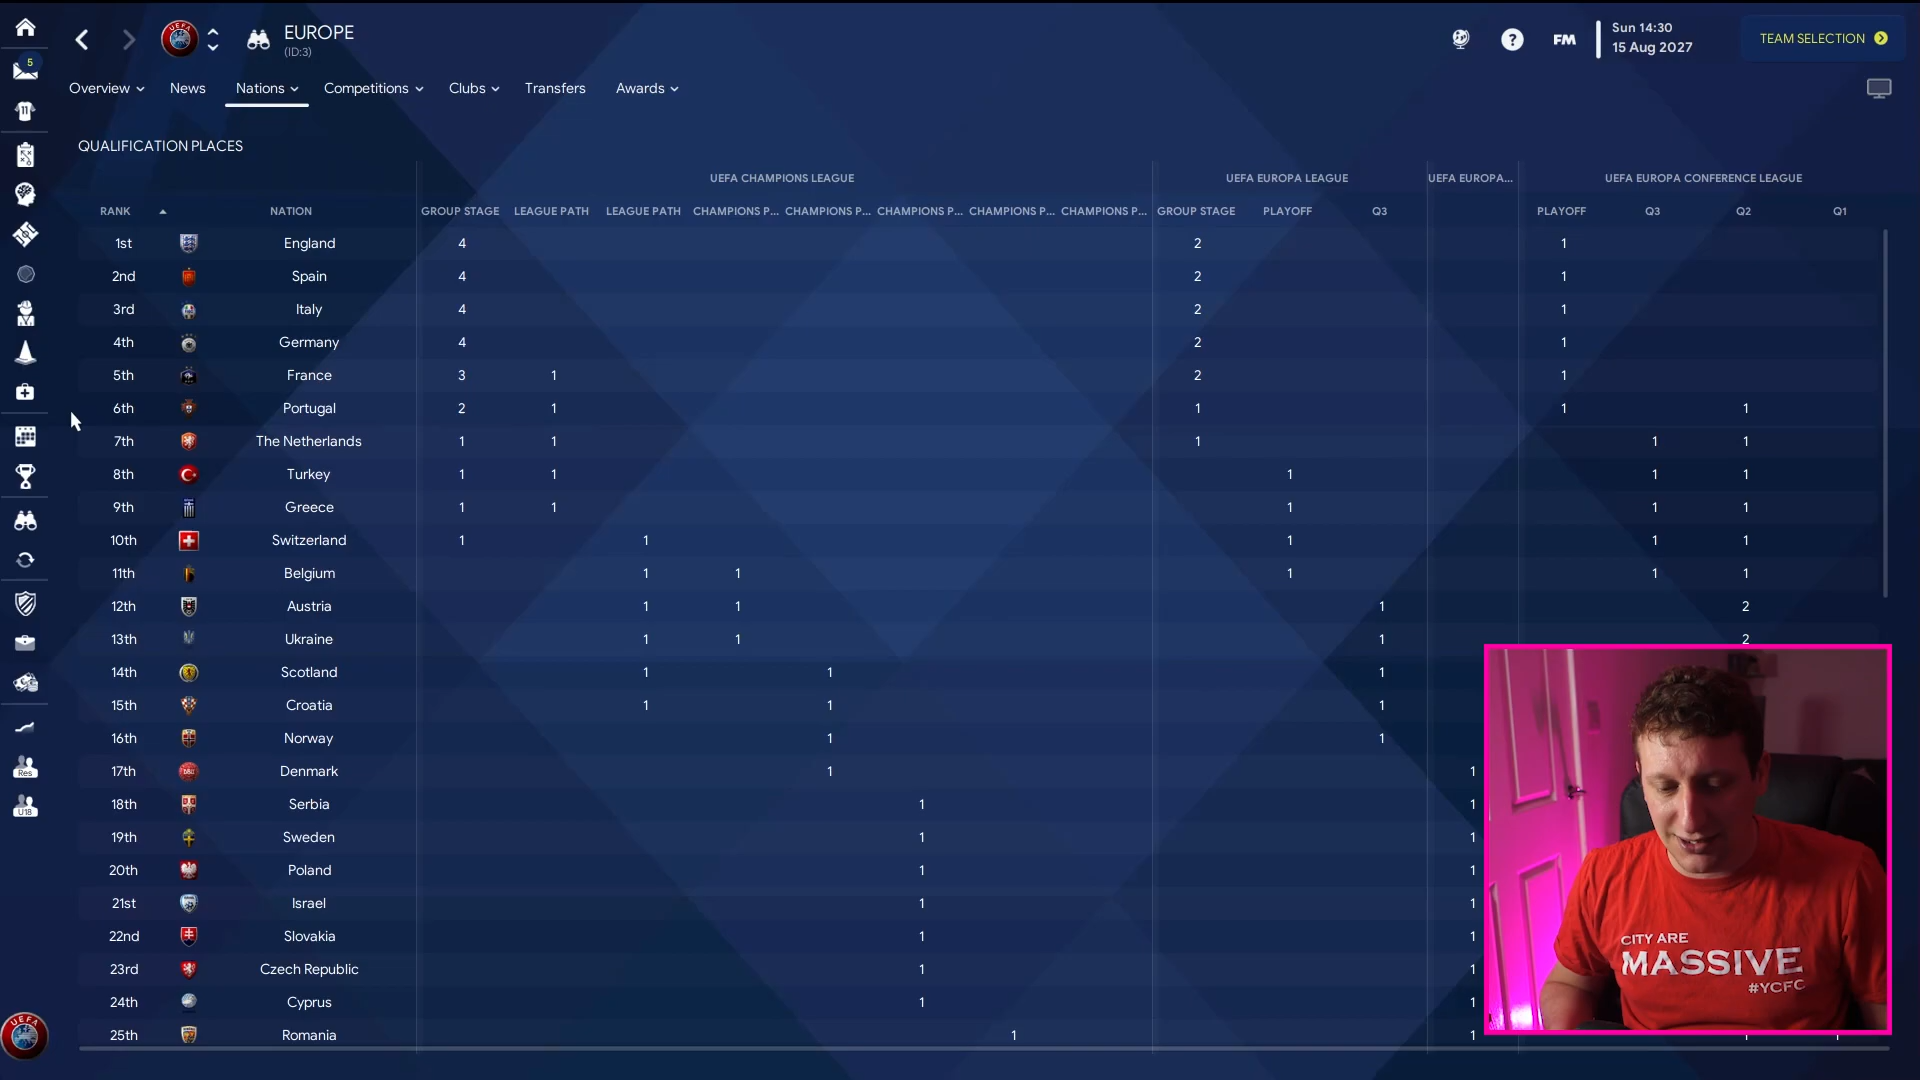 5
EUROPE
(ID:3)
FM
Sun 14:30
15 Aug 2027
TEAM SELECTION
Overview News Nations Competitions Clubs Transfers Awards
QUALIFICATION PLACES
UEFA CHAMPIONS LEAGUE UEFA EUROPA LEAGUE UEFA EUROPA... UEFA EUROPA CONFERENCE LEAGUE
RANK NATION GROUP STAGE LEAGUE PATH LEAGUE PATH CHAMPIONS P... CHAMPIONS P... CHAMPIONS P... CHAMPIONS P... CHAMPIONS P... GROUP STAGE PLAYOFF Q3 PLAYOFF Q3 Q2 Q1
1st England 4 2 1
2nd Spain 4 2 1
3rd Italy 4 2 1
4th Germany 4 2 1
5th France 3 1 2 1
6th Portugal 2 1 1 1 1
7th The Netherlands 1 1 1 1 1
8th Turkey 1 1 1 1 1
9th Greece 1 1 1 1 1
10th Switzerland 1 1 1 1 1
11th Belgium 1 1 1 1 1
12th Austria 1 1 1 2
13th Ukraine 1 1 1 2
14th Scotland 1 1 1
15th Croatia 1 1 1
16th Norway 1 1
17th Denmark 1 1
18th Serbia 1 1
19th Sweden 1 1
20th Poland 1 1
21st Israel 1 1
22nd Slovakia 1 1
23rd Czech Republic 1 1
24th Cyprus 1 1
25th Romania 1 1 1 1
Res
U18
UEFA
CITY ARE
MASSIVE
#YCFC